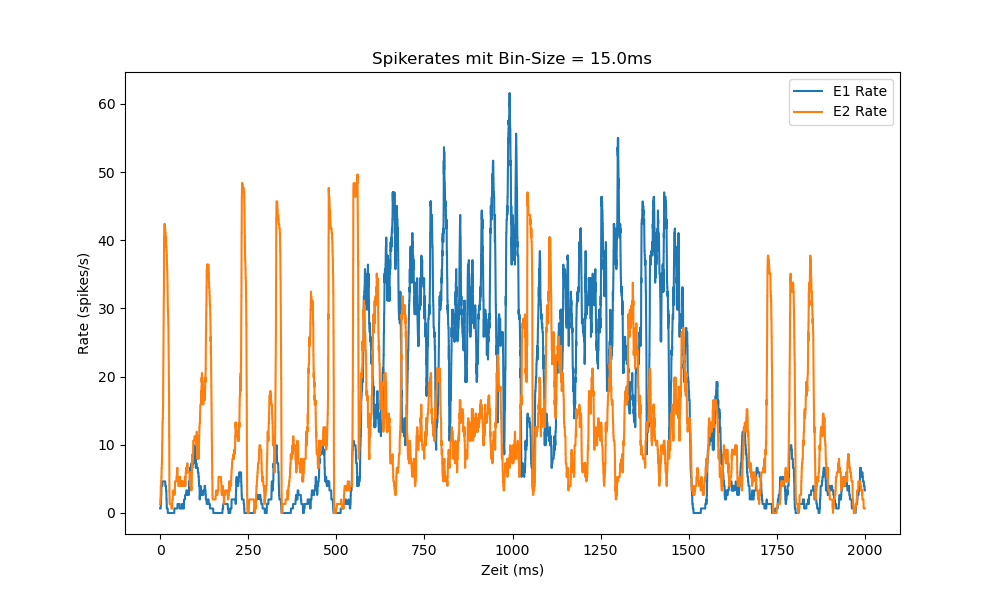 Spikerates mit Bin-Size = 15.0ms
E1 Rate
E2 Rate
Rate (spikes/s)
60
50
40
30
20
10
0
0 250 500 750 1000 1250 1500 1750 2000
Zeit (ms)